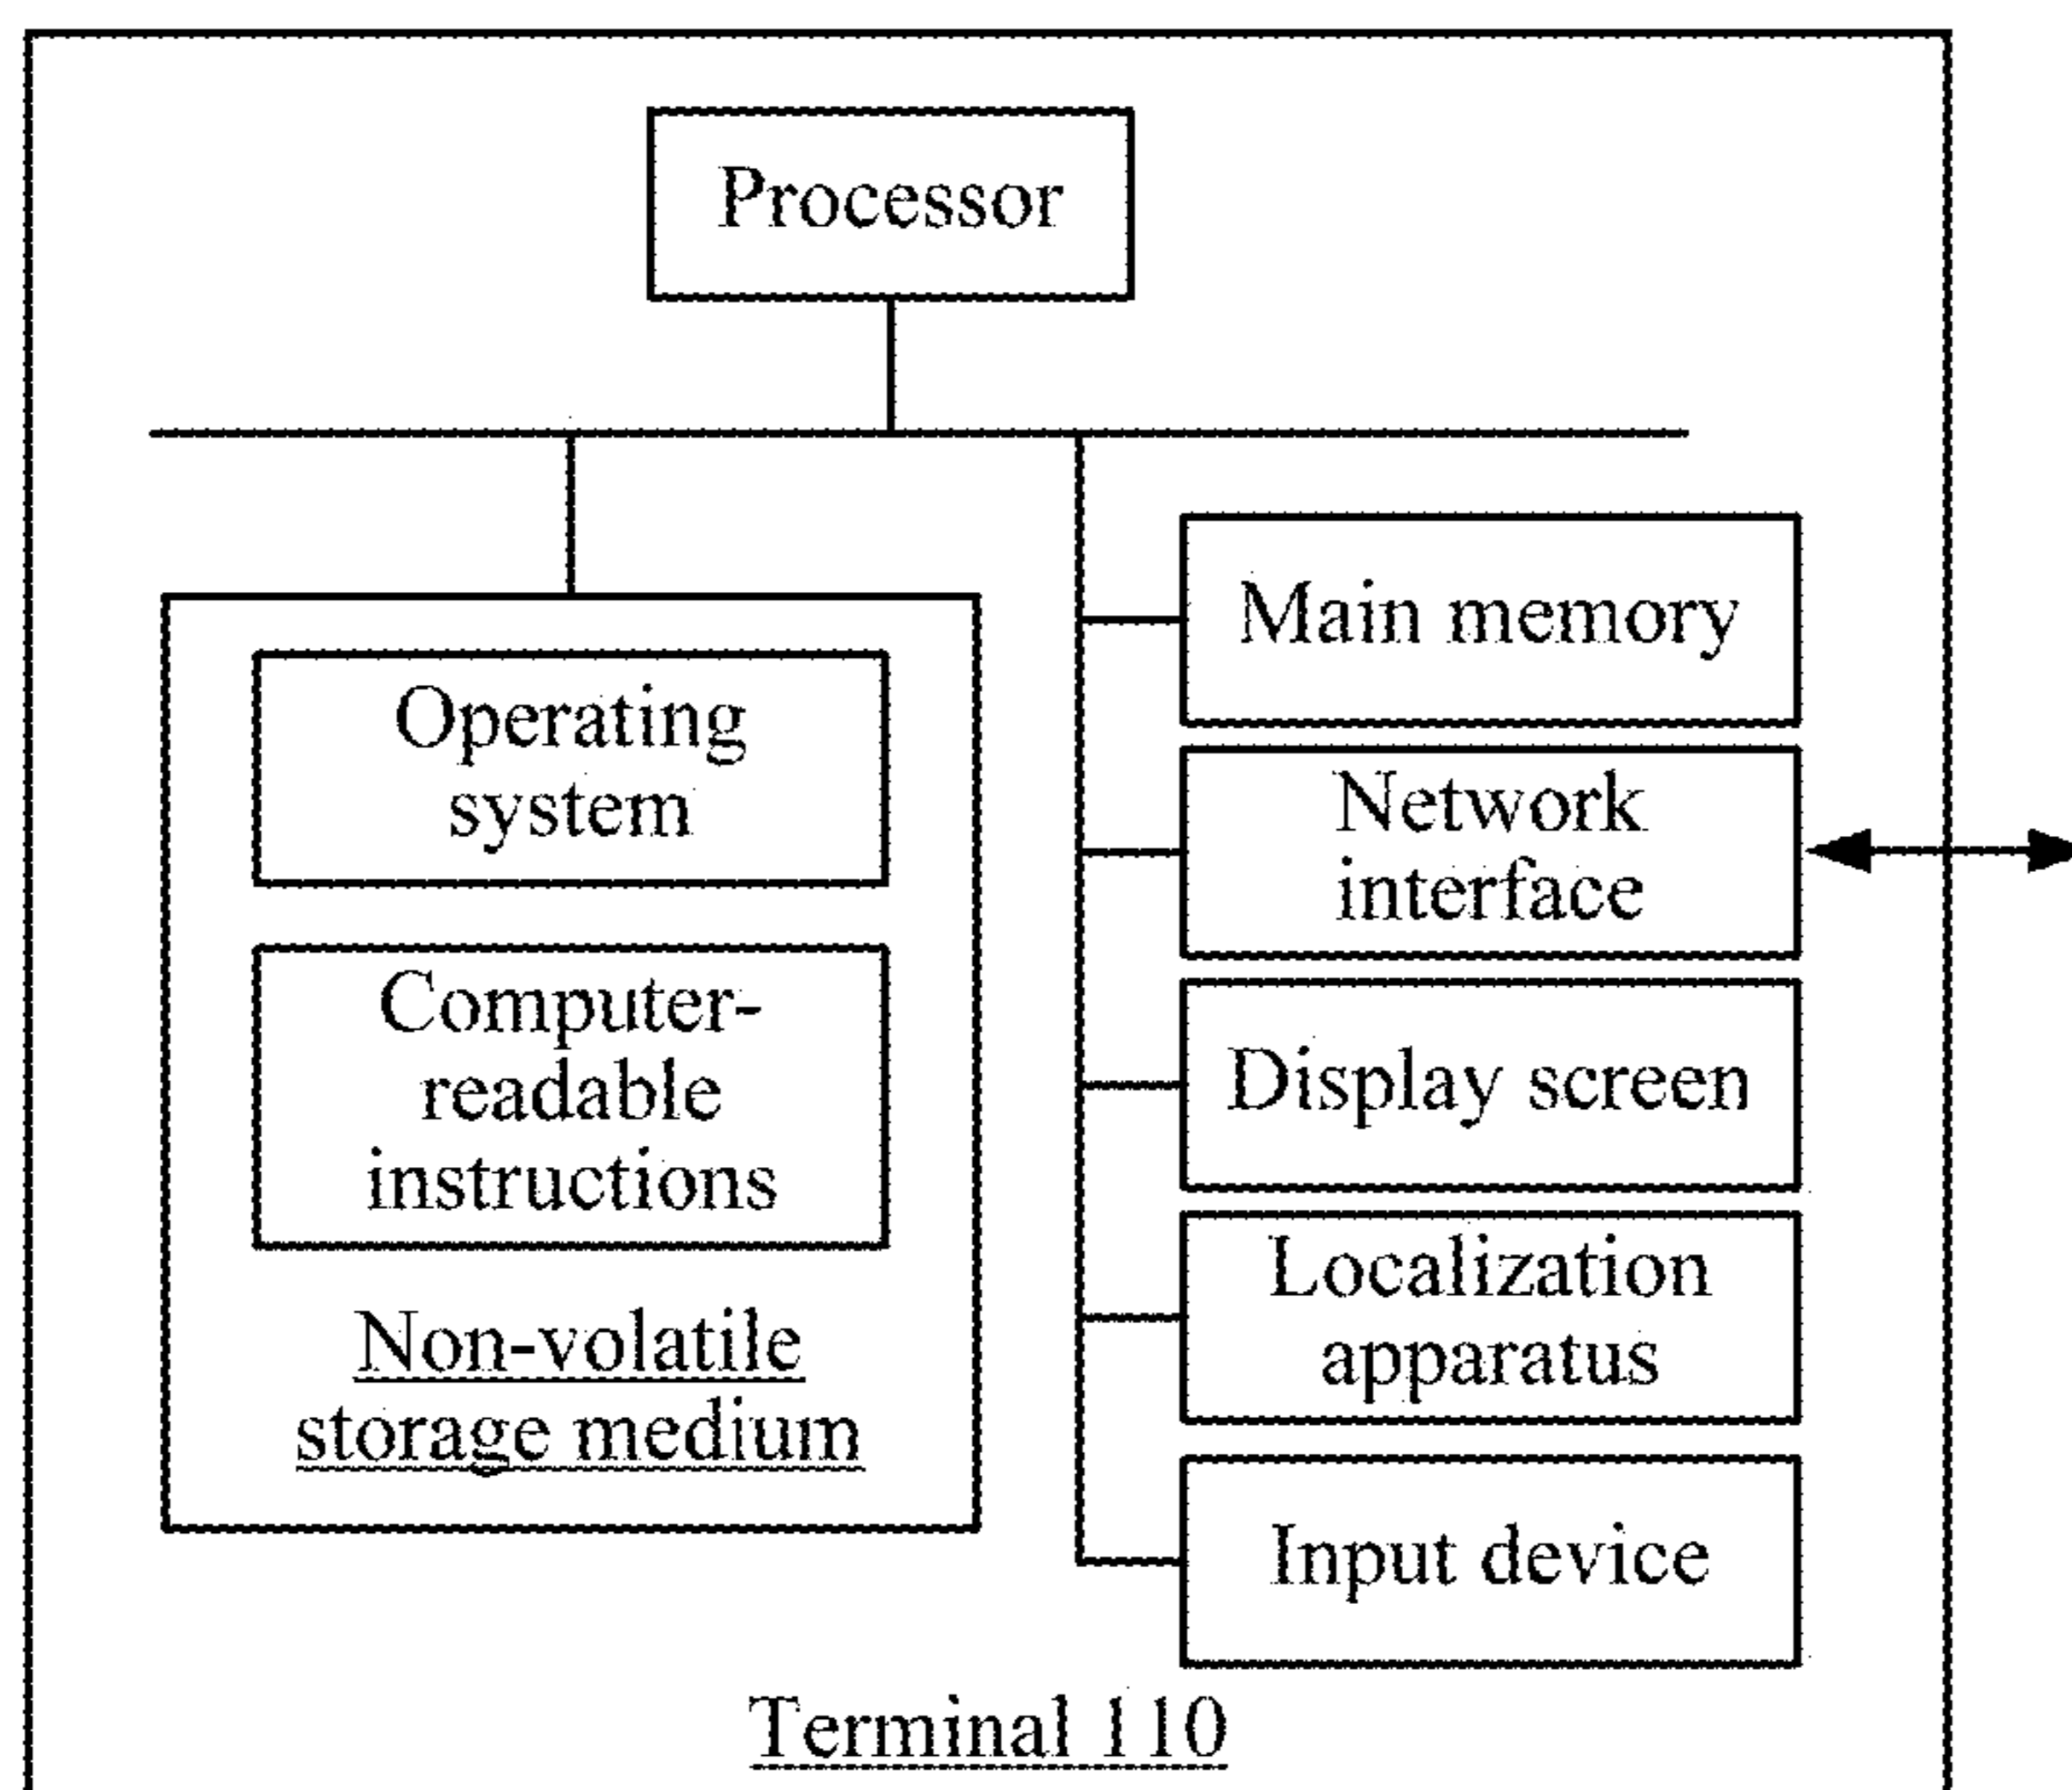 Processor
Operating
system
Computer-
readable
instructions
Non-volatile
storage medium
Main memory
Network
interface
Display screen
Localization
apparatus
Input device
Terminal 110